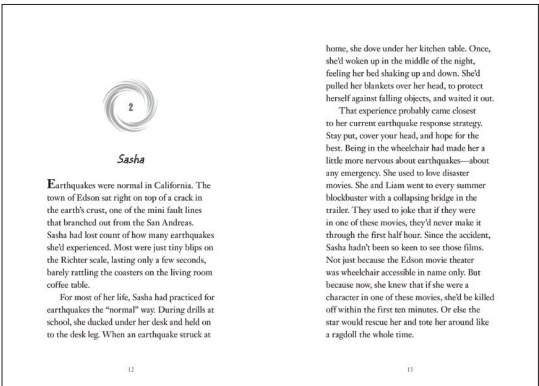 2
Sasha
Earthquakes were normal in California. The
town of Edson sat right on top of a crack in
the earth's crust, one of the mini fault lines
that branched out from the San Andreas.
Sasha had lost count of how many earthquakes
she'd experienced. Most were just tiny blips on
the Richter scale, lasting only a few seconds,
barely rattling the coasters on the living room
coffee table.
For most of her life, Sasha had practiced for
earthquakes the "normal" way. During drills at
school, she ducked under her desk and held on
to the desk leg. When an earthquake struck at
12
home, she dove under her kitchen table. Once,
she'd woken up in the middle of the night,
feeling her bed shaking up and down. She'd
pulled her blankets over her head, to protect
herself against falling objects, and waited it out.
That experience probably came closest
to her current earthquake response strategy.
Stay put, cover your head, and hope for the
best. Being in the wheelchair had made her a
little more nervous about earthquakes—about
any emergency. She used to love disaster
movies. She and Liam went to every summer
blockbuster with a collapsing bridge in the
trailer. They used to joke that if they were
in one of these movies, they'd never make it
through the first half hour. Since the accident,
Sasha hadn't been so keen to see those films.
Not just because the Edson movie theater
was wheelchair accessible in name only. But
because now, she knew that if she were a
character in one of these movies, she'd be killed
off within the first ten minutes. Or else the
star would rescue her and tote her around like
a ragdoll the whole time.
13